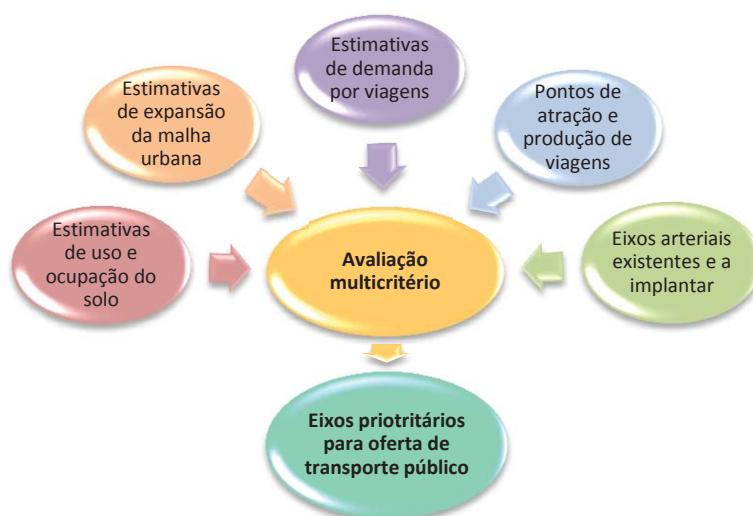 Estimativas
de demanda
por viagens
Estimativas
de expansão
da malha
urbana
Pontos de
atração e
produção de
viagens
Estimativas
de uso e
ocupação do
solo
Avaliação
multicritério
Eixos arteriais
existentes e a
implantar
Eixos priotritários
para oferta de
transporte público